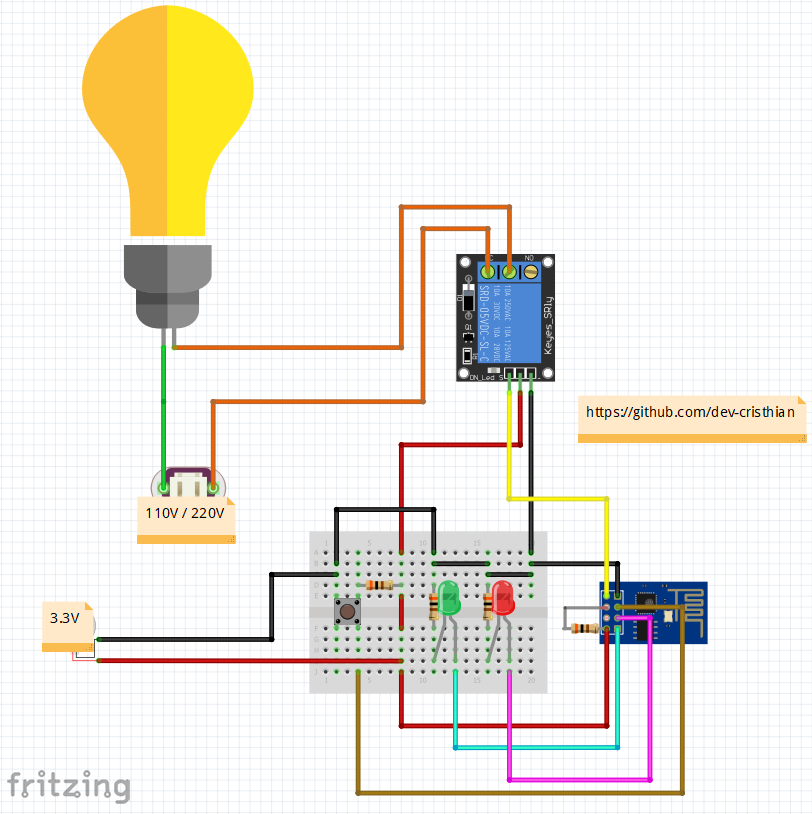 NO
SRD-05VDC-SL-C
10A 250VAC 10A 125VAC
10A 30VDC 10A 28VDC
Keyes_SRly
Q1
ON_Led S
https://github.com/dev-cristhian
110V / 220V
3.3V
fritzing